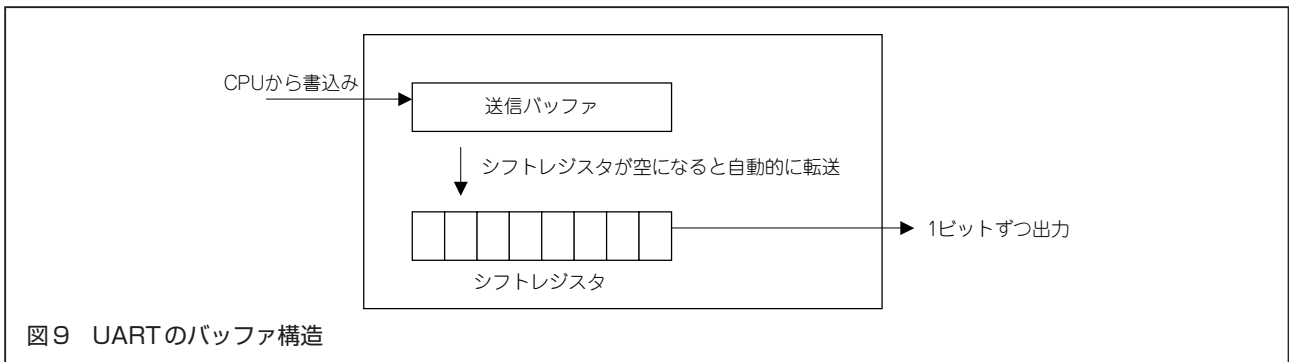 CPUから書込み
送信バッファ
シフトレジスタが空になると自動的に転送
1ビットずつ出力
シフトレジスタ
図9 UARTのバッファ構造